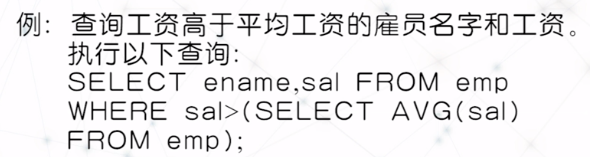 例：查询工资高于平均工资的雇员名字和工资。
执行以下查询:
SELECT ename,sal FROM emp
WHERE sal>(SELECT AVG(sal)
FROM emp);